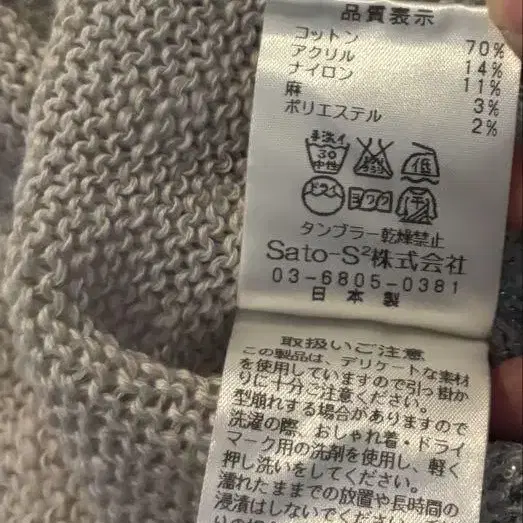 品質表示
コットン 70%
アクリル 14%
ナイロン 11%
麻 3%
ポリエステル 2%
手洗イ
30
中性
低
ドライ
ヨワク
タンブラー乾燥禁止
Sato-S²株式会社
03-6805-0381
日本製
取扱いご注意
この製品は、デリケートな素材
を使用していますので引っ掛か
りに十分ご注意ください。
型崩れする場合がありますので
洗濯の際、おしゃれ着・ドライ
マーク用の洗剤を使用し、軽く
押し洗いをしてください。
濡れたままでの放置や長時間の
浸漬はしないでください